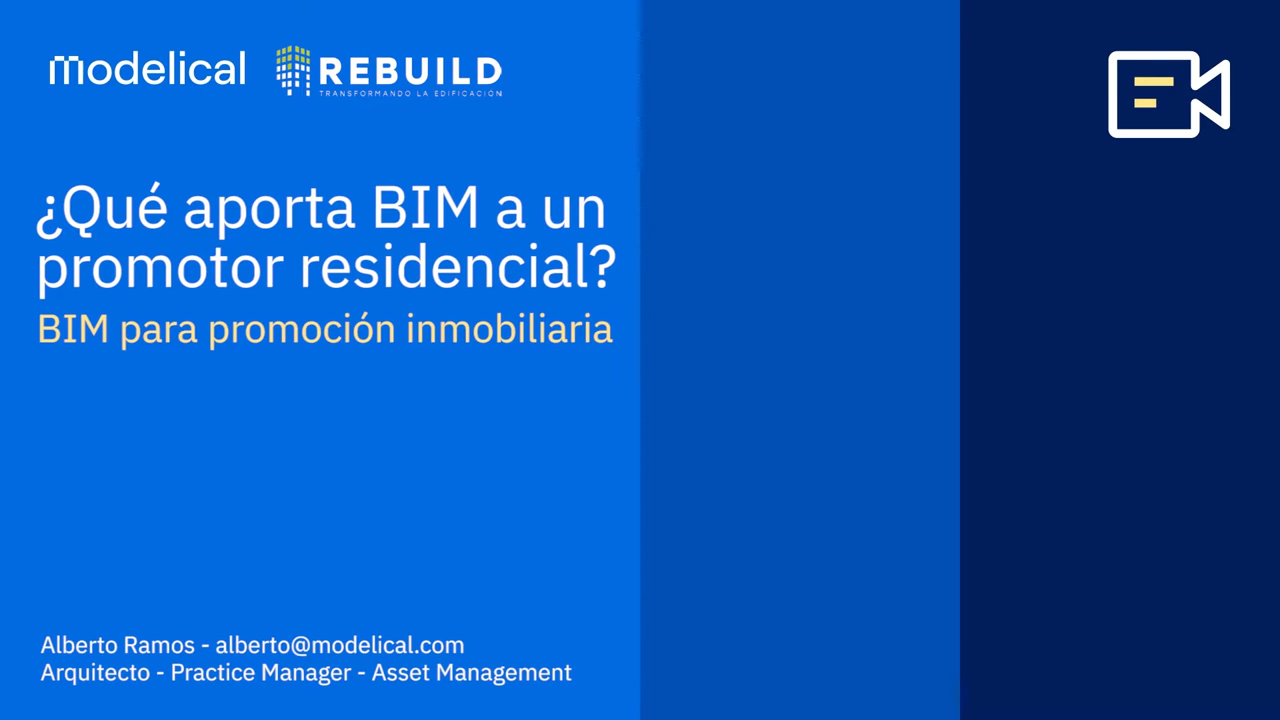 modelical
REBUILD
TRANSFORMANDO LA EDIFICACIÓN
¿Qué aporta BIM a un
promotor residencial?
BIM para promoción inmobiliaria
Alberto Ramos - alberto@modelical.com
Arquitecto - Practice Manager - Asset Management